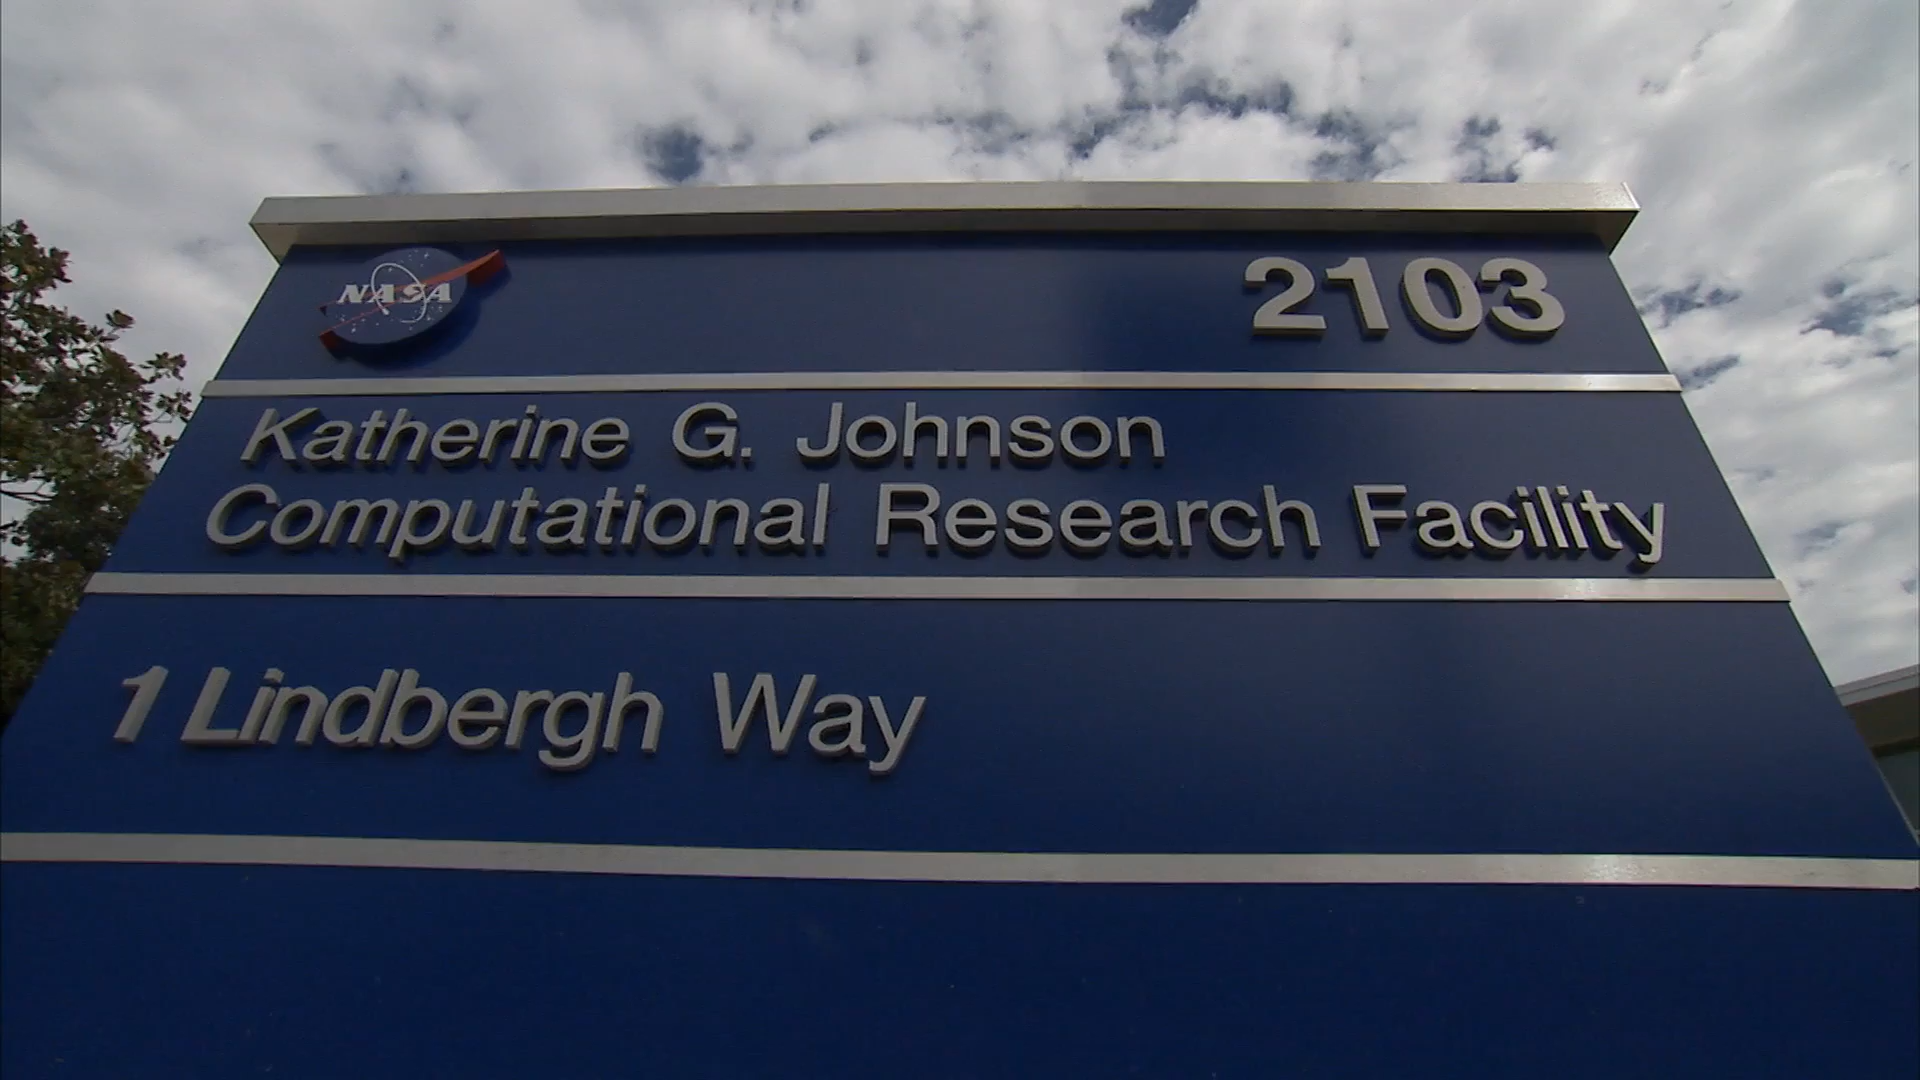 NASA
2103
Katherine G. Johnson
Computational Research Facility
1 Lindbergh Way